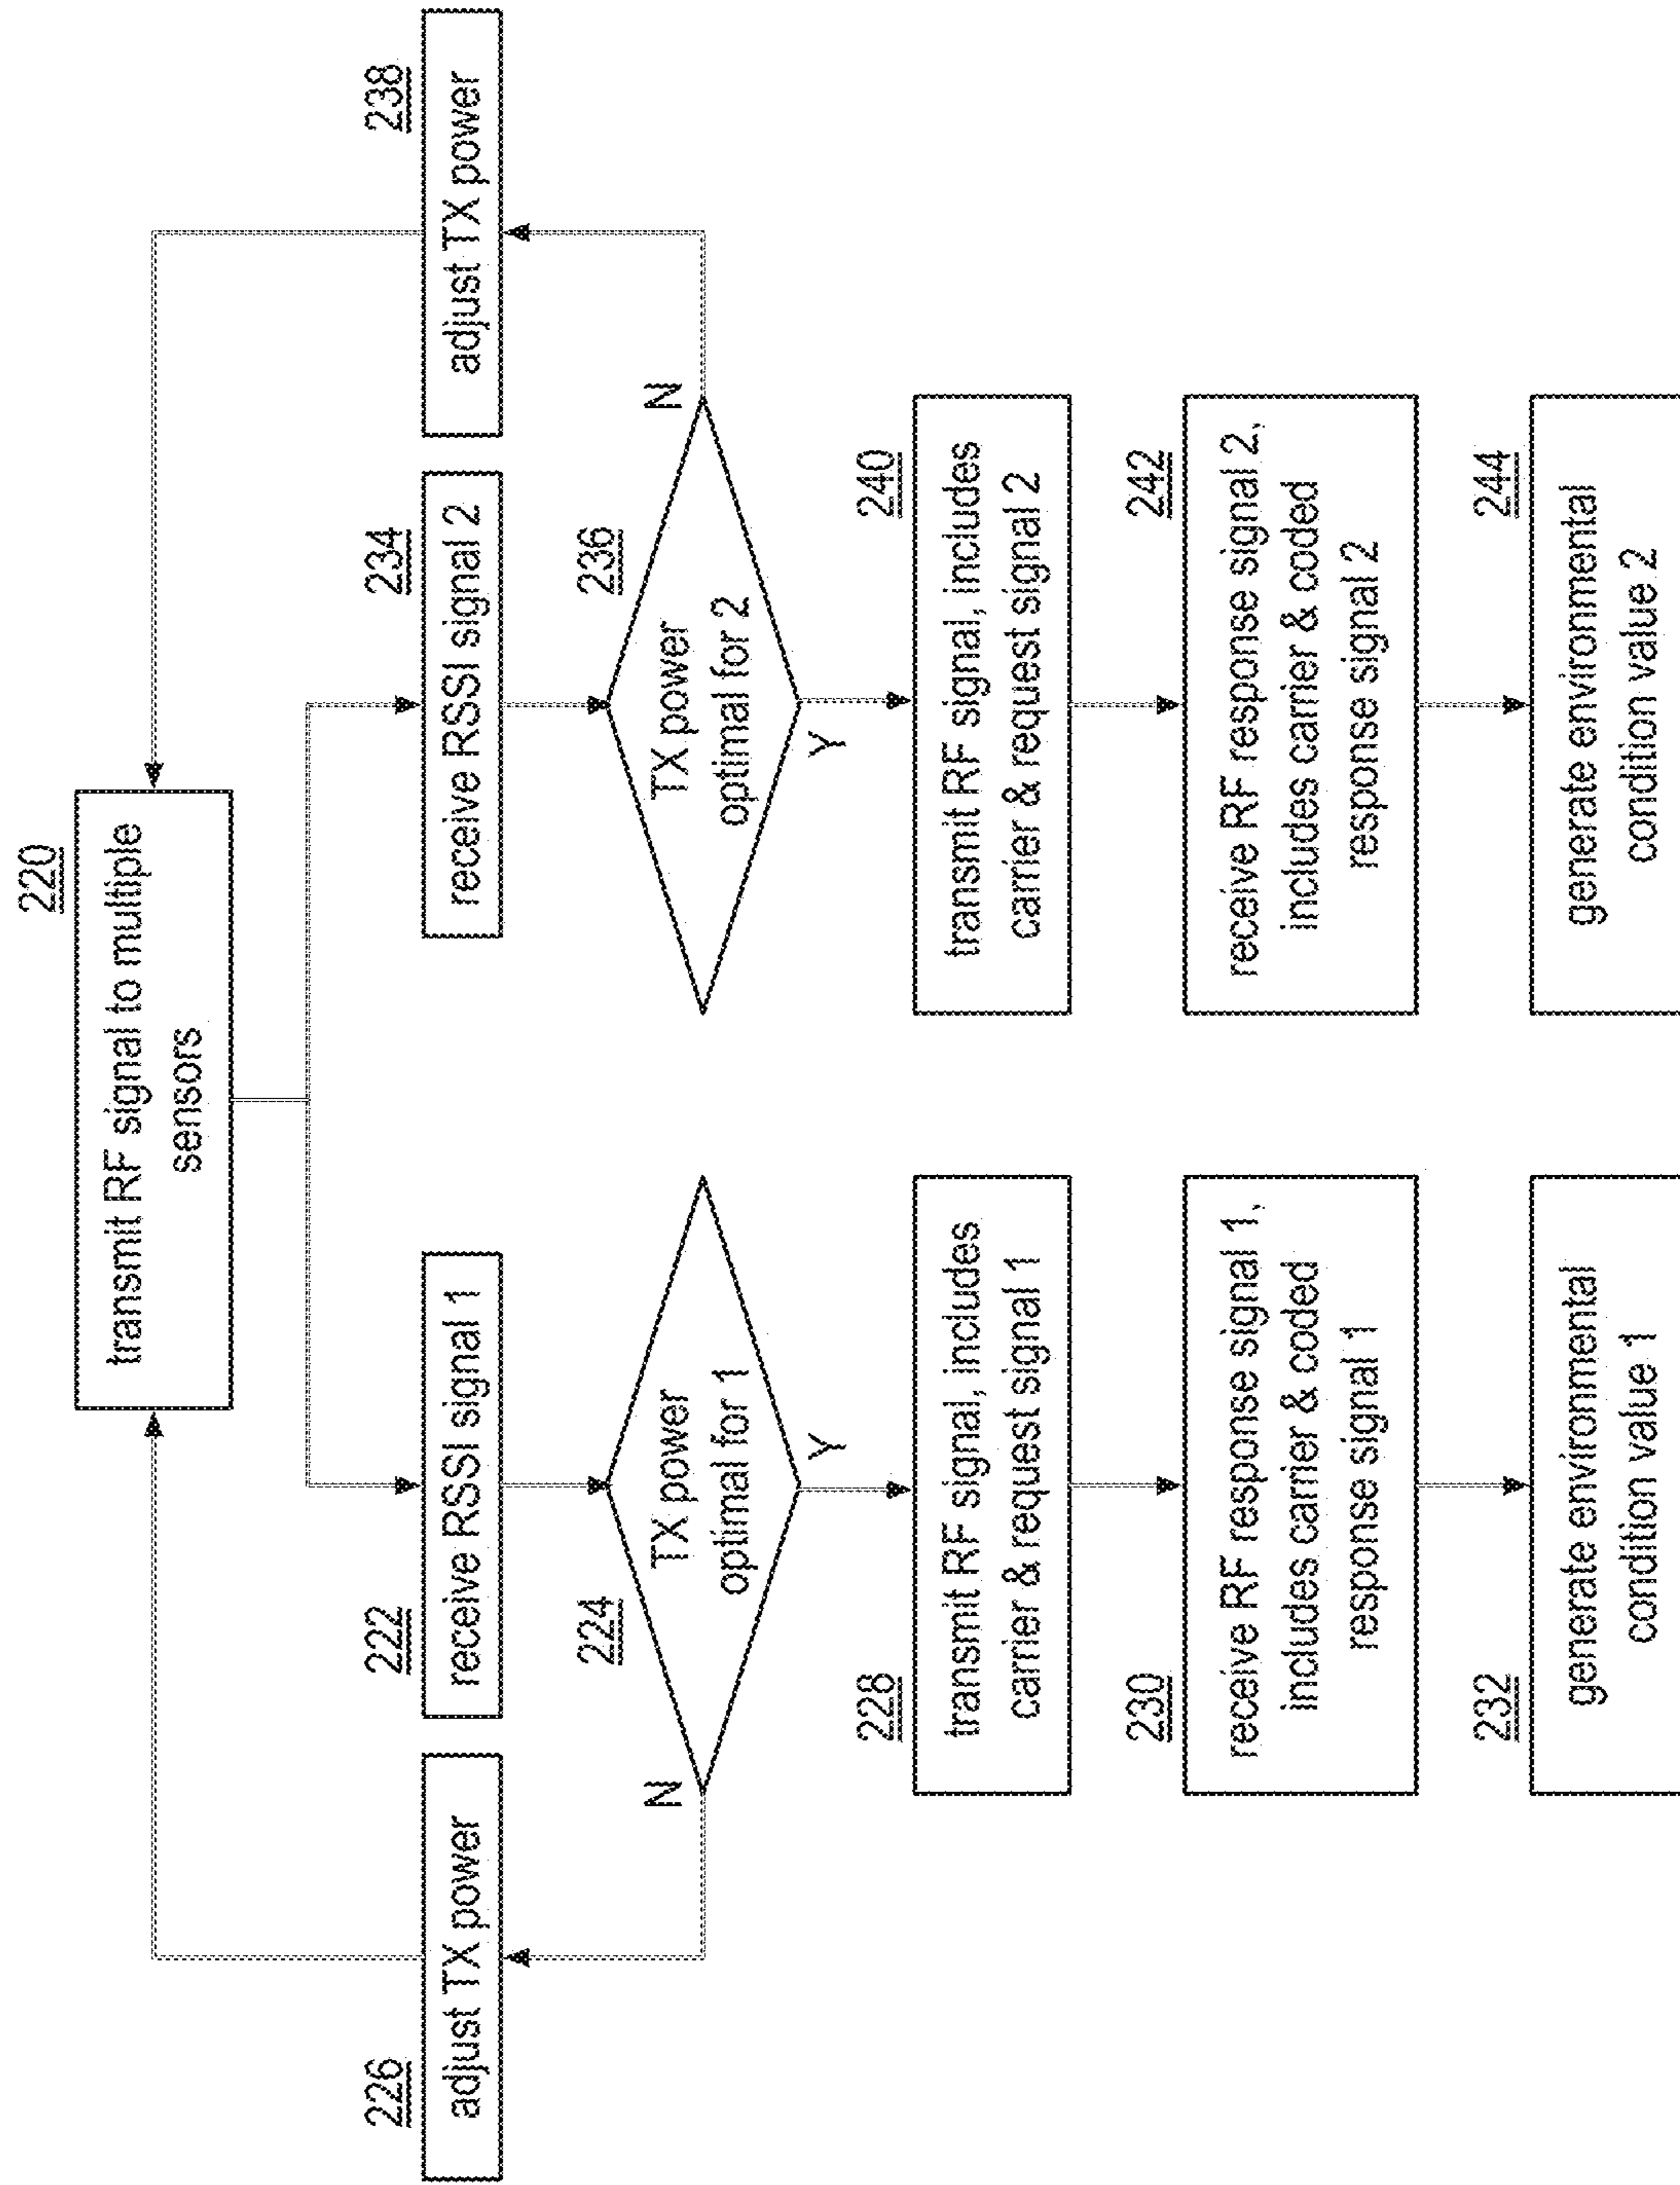 220
transmit RF signal to multiple
sensors
226
adjust TX power
222
receive RSSI signal 1
234
receive RSSI signal 2
238
adjust TX power
224
TX power
optimal for 1
N
Y
236
TX power
optimal for 2
N
Y
228
transmit RF signal, includes
carrier & request signal 1
240
transmit RF signal, includes
carrier & request signal 2
230
receive RF response signal 1,
includes carrier & coded
response signal 1
242
receive RF response signal 2,
includes carrier & coded
response signal 2
232
generate environmental
condition value 1
244
generate environmental
condition value 2